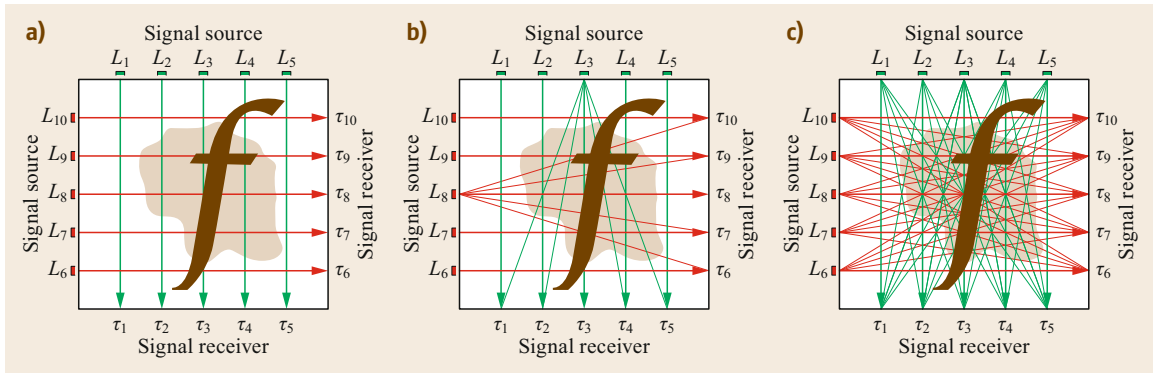 a)
Signal source
L1 L2 L3 L4 L5
L10
L9
L8
L7
L6
Signal source
f
τ10
τ9
τ8
τ7
τ6
Signal receiver
τ1 τ2 τ3 τ4 τ5
Signal receiver
b)
Signal source
L1 L2 L3 L4 L5
L10
L9
L8
L7
L6
Signal source
f
τ10
τ9
τ8
τ7
τ6
Signal receiver
τ1 τ2 τ3 τ4 τ5
Signal receiver
c)
Signal source
L1 L2 L3 L4 L5
L10
L9
L8
L7
L6
Signal source
f
τ10
τ9
τ8
τ7
τ6
Signal receiver
τ1 τ2 τ3 τ4 τ5
Signal receiver